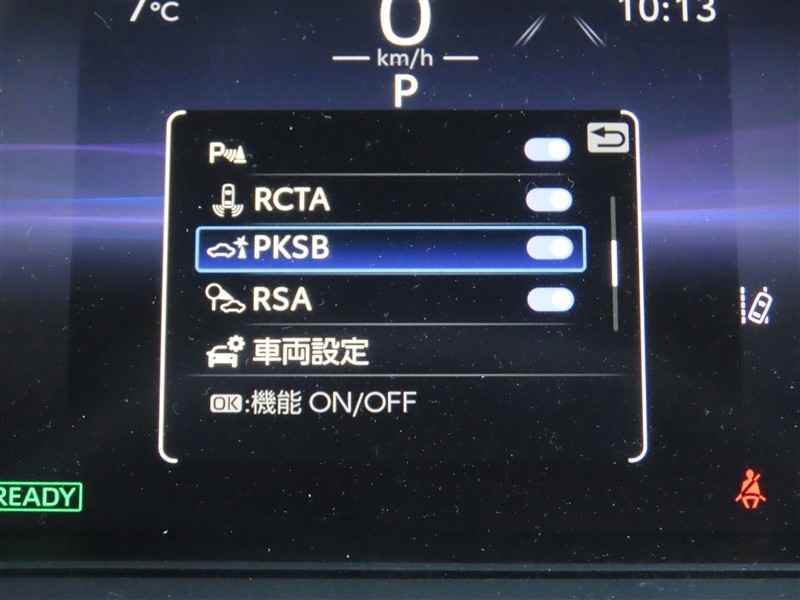 7°C
0
10:13
km/h
P
P
RCTA
PKSB
RSA
車両設定
OK:機能 ON/OFF
READY